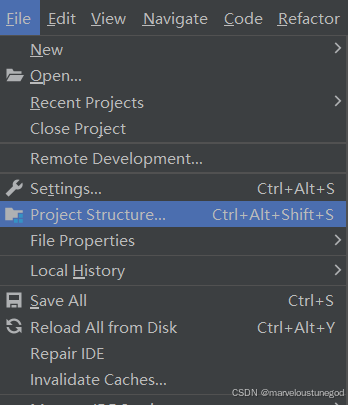 File Edit View Navigate Code Refactor
New
Open...
Recent Projects
Close Project
Remote Development...
Settings... Ctrl+Alt+S
Project Structure... Ctrl+Alt+Shift+S
File Properties
Local History
Save All Ctrl+S
Reload All from Disk Ctrl+Alt+Y
Repair IDE
Invalidate Caches...
CSDN @marveloustunegod